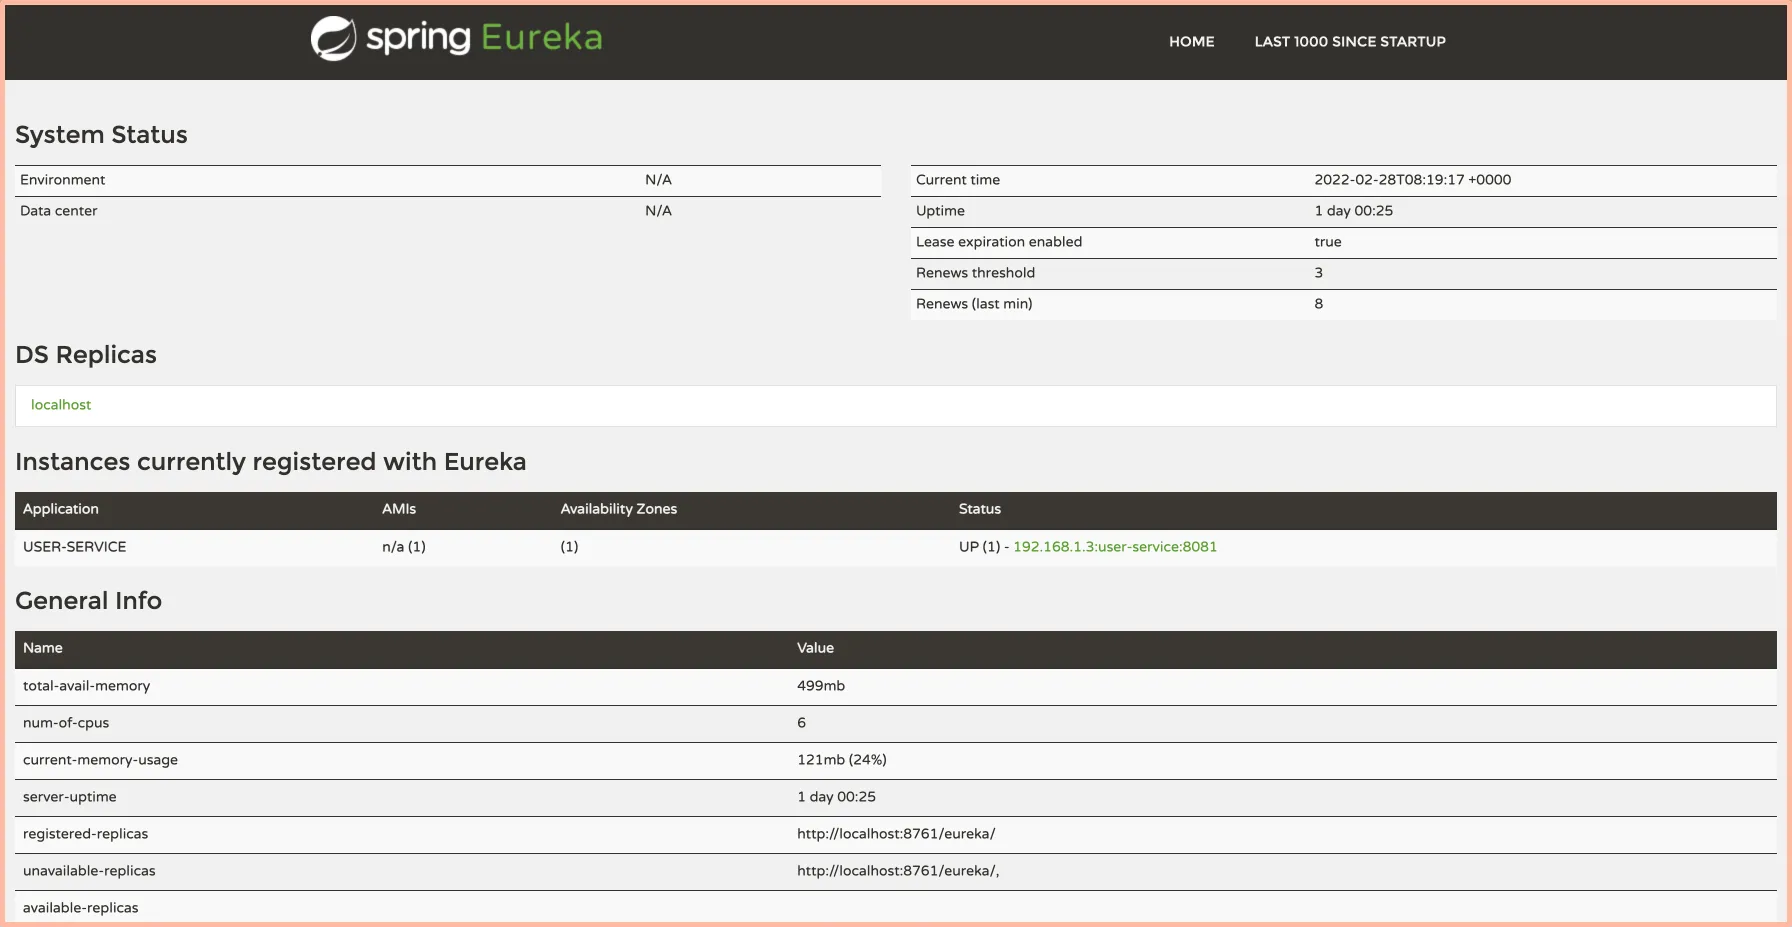 spring Eureka
HOME LAST 1000 SINCE STARTUP
System Status
Environment N/A
Data center N/A
Current time 2022-02-28T08:19:17 +0000
Uptime 1 day 00:25
Lease expiration enabled true
Renews threshold 3
Renews (last min) 8
DS Replicas
localhost
Instances currently registered with Eureka
Application AMIs Availability Zones Status
USER-SERVICE n/a (1) (1) UP (1) - 192.168.1.3:user-service:8081
General Info
Name Value
total-avail-memory 499mb
num-of-cpus 6
current-memory-usage 121mb (24%)
server-uptime 1 day 00:25
registered-replicas http://localhost:8761/eureka/
unavailable-replicas http://localhost:8761/eureka/,
available-replicas